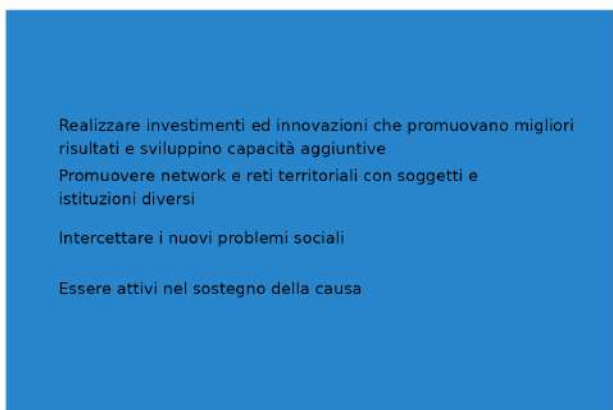 Realizzare investimenti ed innovazioni che promuovano migliori
risultati e sviluppino capacità aggiuntive
Promuovere network e reti territoriali con soggetti e
istituzioni diversi
Intercettare i nuovi problemi sociali
Essere attivi nel sostegno della causa